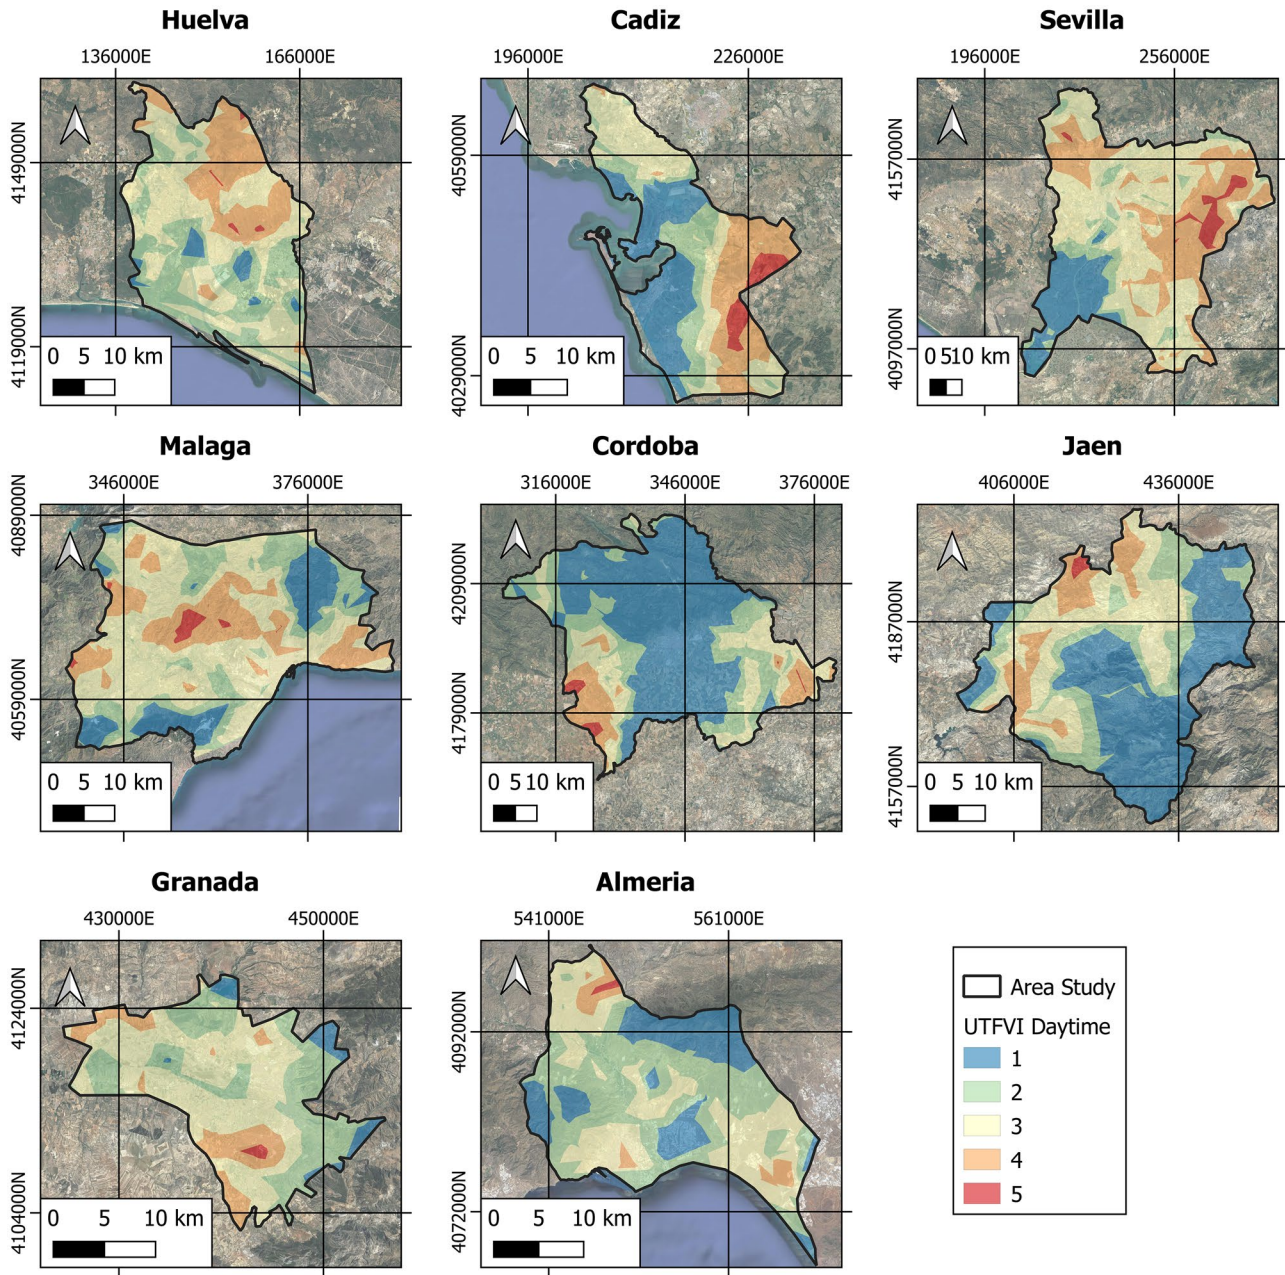 Huelva
136000E 166000E
4149000N
4119000N
0 5 10 km
Cadiz
196000E 226000E
4059000N
4029000N
0 5 10 km
Sevilla
196000E 256000E
4157000N
4097000N
0 510 km
Malaga
346000E 376000E
4089000N
4059000N
0 5 10 km
Cordoba
316000E 346000E 376000E
4209000N
4179000N
0 5 10 km
Jaen
406000E 436000E
4187000N
4157000N
0 5 10 km
Granada
430000E 450000E
4124000N
4104000N
0 5 10 km
Almeria
541000E 561000E
4092000N
4072000N
0 5 10 km
Area Study
UTFVI Daytime
1
2
3
4
5